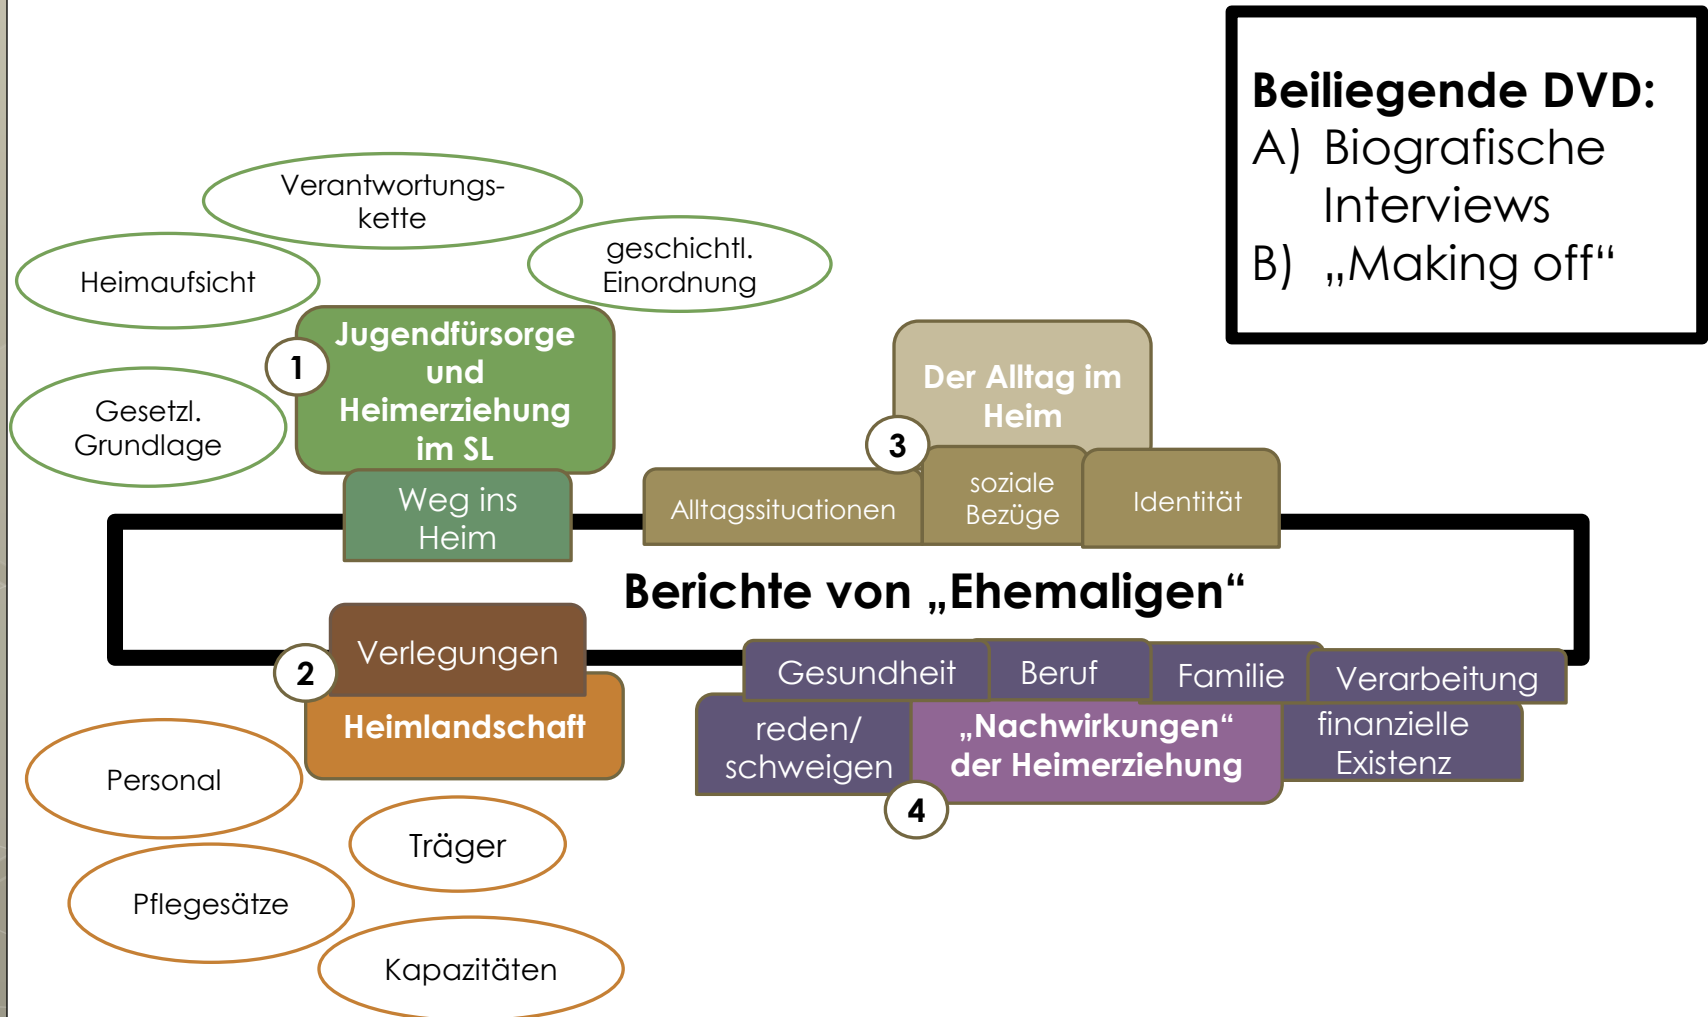 Beiliegende DVD:
A) Biografische
Interviews
B) „Making off“
Verantwortungs-
kette
geschichtl.
Einordnung
Heimaufsicht
Gesetzl.
Grundlage
1
Jugendfürsorge
und
Heimerziehung
im SL
Weg ins
Heim
3
Der Alltag im
Heim
Alltagssituationen
soziale
Bezüge
Identität
Berichte von „Ehemaligen“
2
Verlegungen
Heimlandschaft
Personal
Träger
Pflegesätze
Kapazitäten
Gesundheit
Beruf
Familie
Verarbeitung
reden/
schweigen
„Nachwirkungen“
der Heimerziehung
finanzielle
Existenz
4